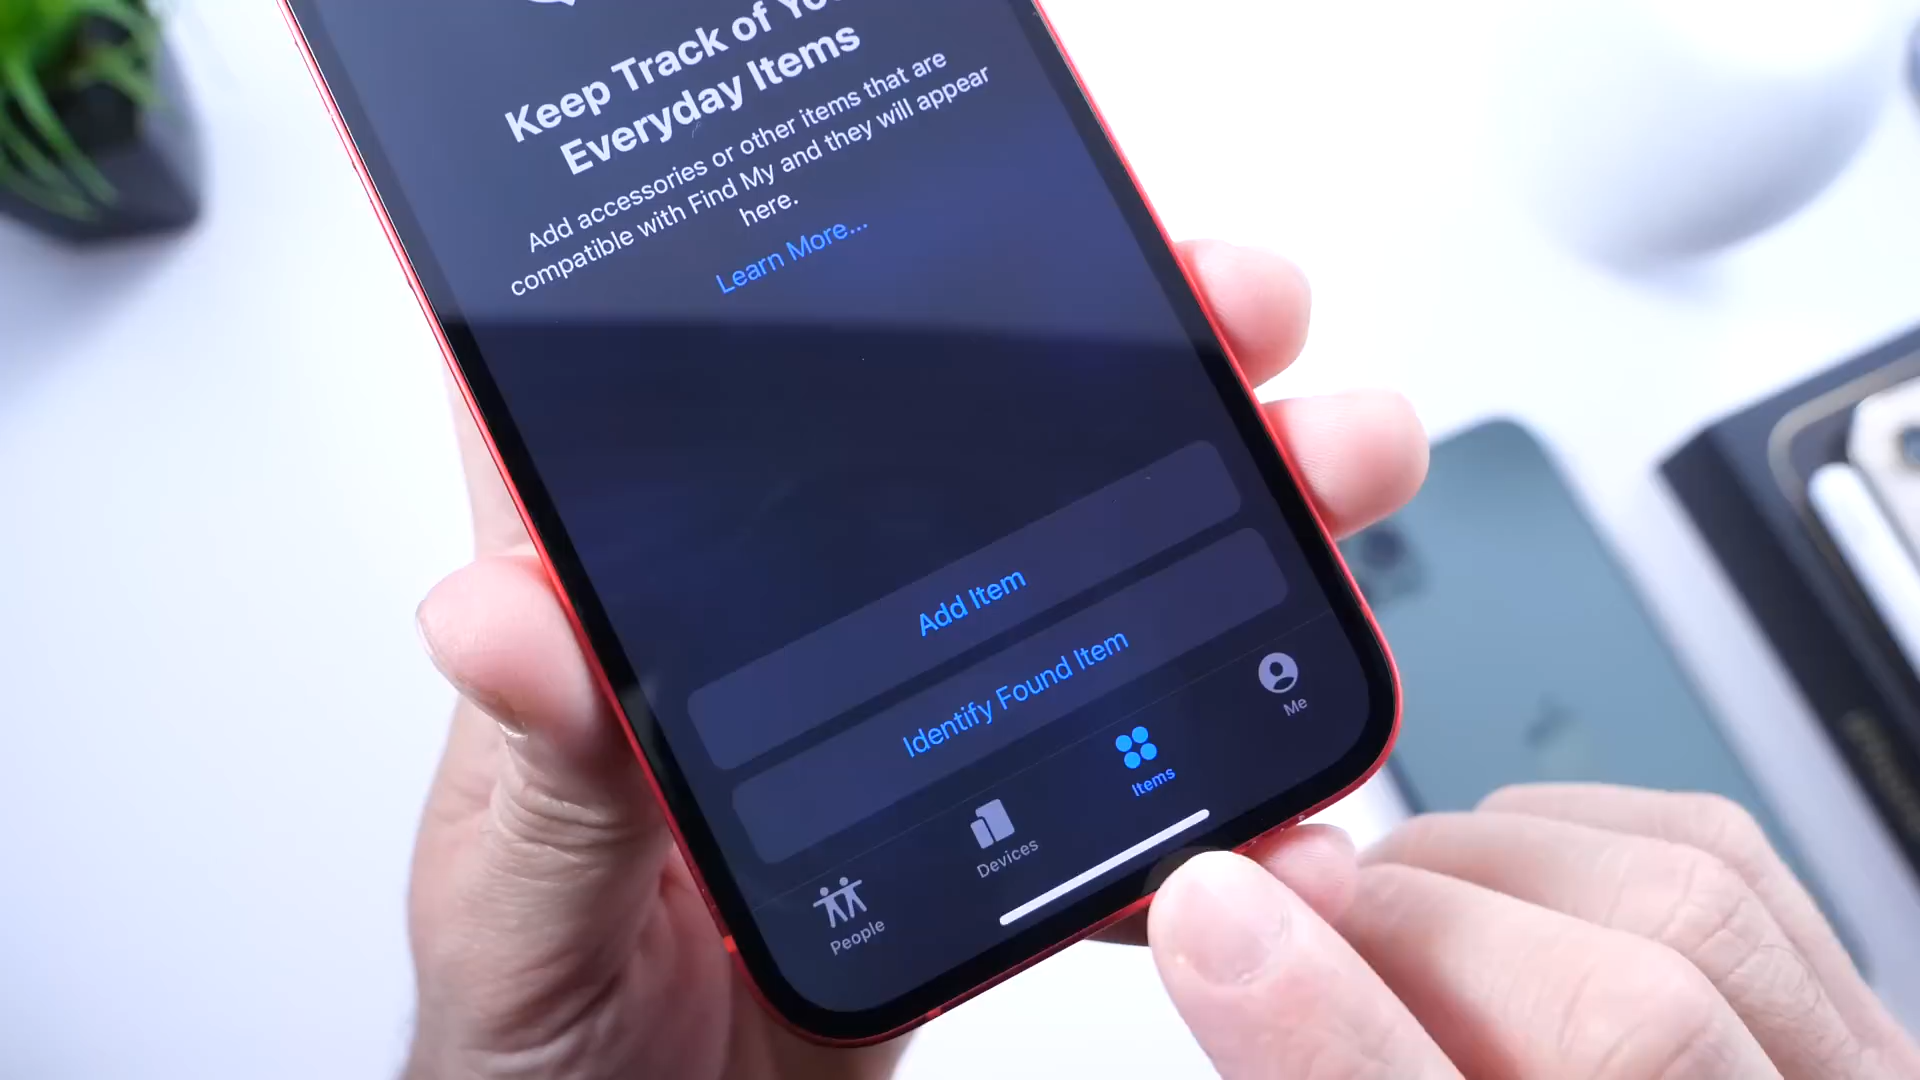 Keep Track of Yo
Everyday Items
Add accessories or other items that are
compatible with Find My and they will appear
here.
Learn More...
Add Item
Identify Found Item
People
Devices
Items
Me